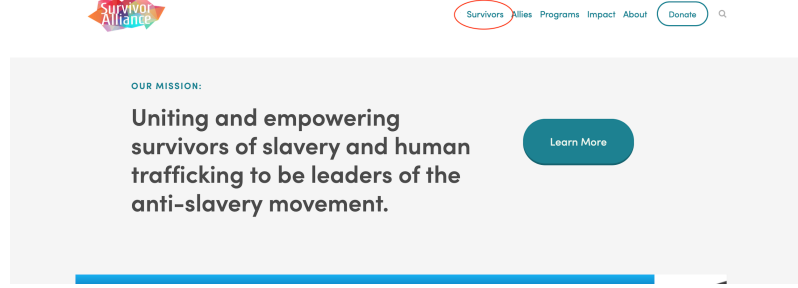 Survivor
Alliance
Survivors Allies Programs Impact About Donate
OUR MISSION:
Uniting and empowering
survivors of slavery and human
trafficking to be leaders of the
anti-slavery movement.
Learn More